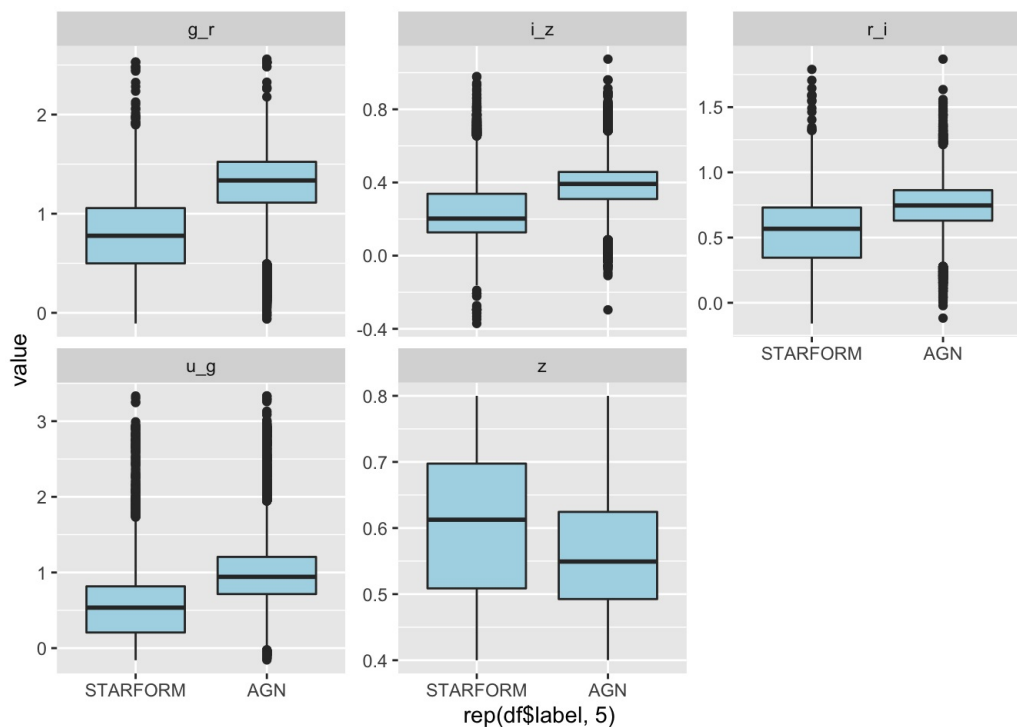 g_r
i_z
r_i
2
1
0
0.8
0.4
0.0
-0.4
1.5
1.0
0.5
0.0
STARFORM AGN
value
u_g
z
3
2
1
0
0.8
0.7
0.6
0.5
0.4
STARFORM AGN
STARFORM AGN
rep(df$label, 5)